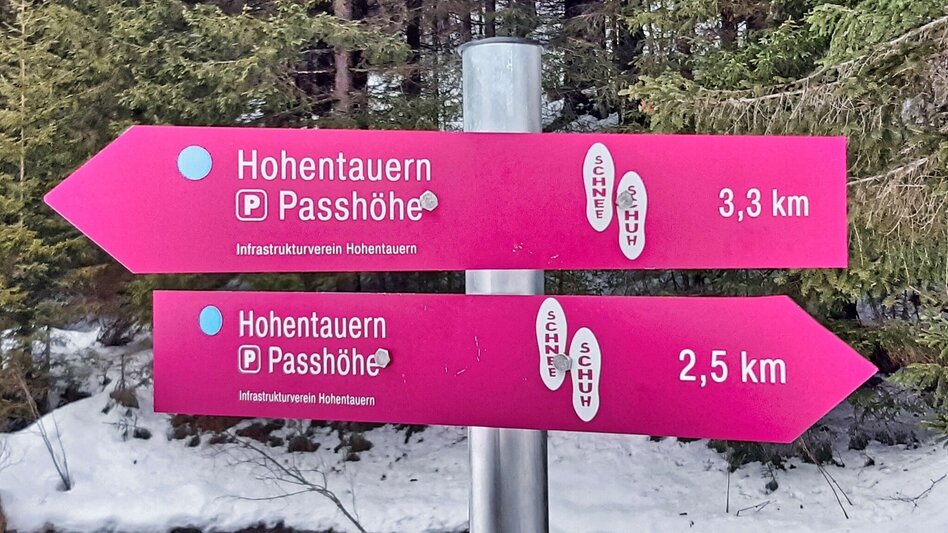 Hohentauern
P Passhöhe
Infrastrukturverein Hohentauern
SCHNEE
SCHUH
3,3 km
Hohentauern
P Passhöhe
Infrastrukturverein Hohentauern
SCHNEE
SCHUH
2,5 km